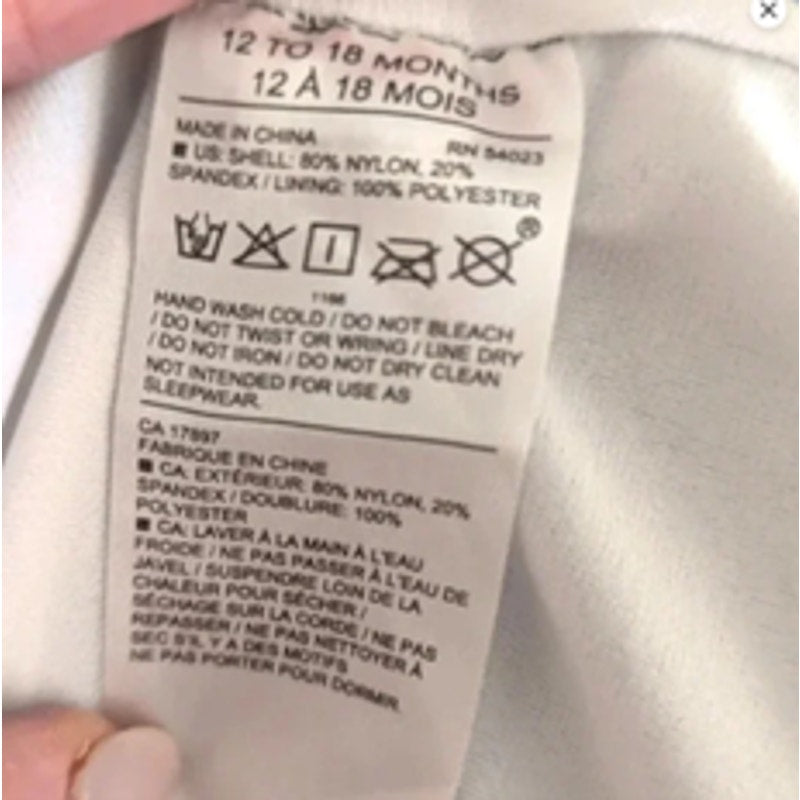 12 TO 18 MONTHS
12 À 18 MOIS
MADE IN CHINA RN 54023
■ US: SHELL: 80% NYLON, 20%
SPANDEX / LINING: 100% POLYESTER
®
1166
HAND WASH COLD / DO NOT BLEACH
/ DO NOT TWIST OR WRING / LINE DRY
/ DO NOT IRON / DO NOT DRY CLEAN
NOT INTENDED FOR USE AS
SLEEPWEAR.
CA 17897
FABRIQUE EN CHINE
■ CA: EXTÉRIEUR: 80% NYLON, 20%
SPANDEX / DOUBLURE: 100%
POLYESTER
■ CA: LAVER À LA MAIN À L'EAU
FROIDE / NE PAS PASSER À L'EAU DE
JAVEL / SUSPENDRE LOIN DE LA
CHALEUR POUR SÉCHER /
SÉCHAGE SUR LA CORDE / NE PAS
REPASSER / NE PAS NETTOYER À
SEC S'IL Y A DES MOTIFS
NE PAS PORTER POUR DORMIR.